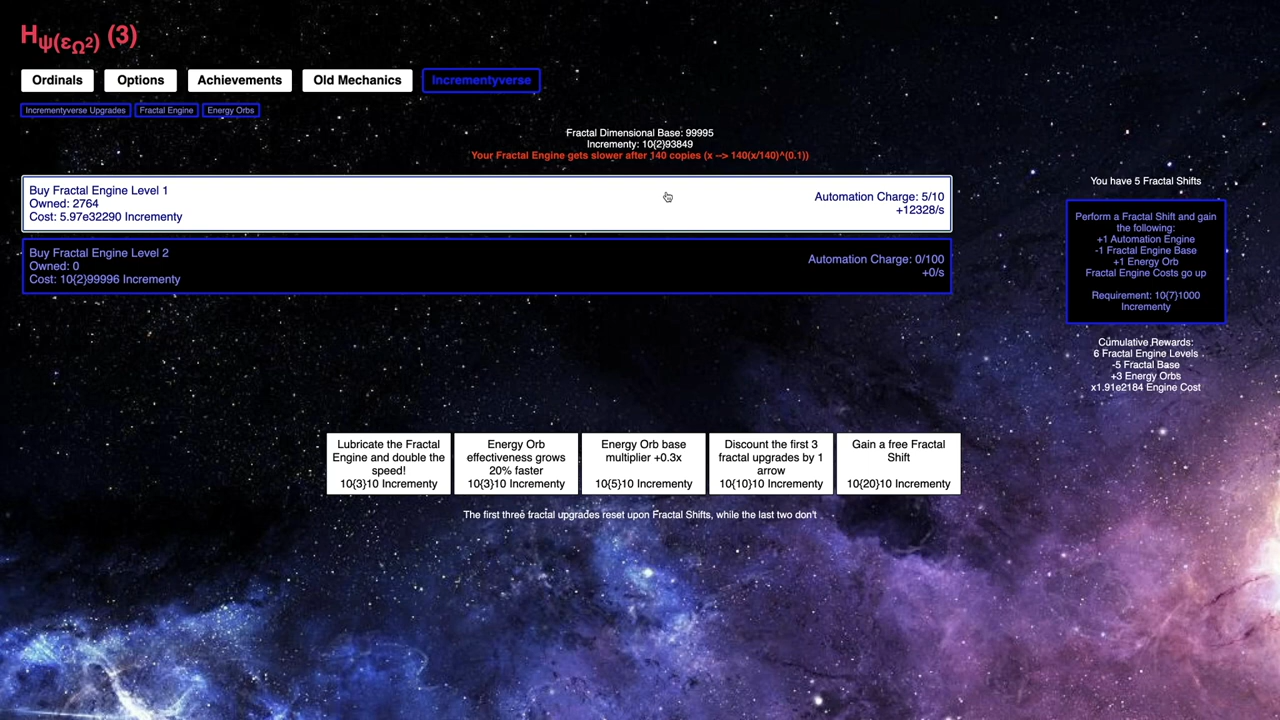 Hψ(εΩ²) (3)
Ordinals
Options
Achievements
Old Mechanics
Incrementyverse
Incrementyverse Upgrades
Fractal Engine
Energy Orbs
Fractal Dimensional Base: 99995
Incrementy: 10{2}93849
Your Fractal Engine gets slower after 140 copies (x --> 140(x/140)^(0.1))
Buy Fractal Engine Level 1
Owned: 2764
Cost: 5.97e32290 Incrementy
Automation Charge: 5/10
+12328/s
Buy Fractal Engine Level 2
Owned: 0
Cost: 10{2}99996 Incrementy
Automation Charge: 0/100
+0/s
You have 5 Fractal Shifts
Perform a Fractal Shift and gain
the following:
+1 Automation Engine
-1 Fractal Engine Base
+1 Energy Orb
Fractal Engine Costs go up
Requirement: 10{7}1000
Incrementy
Cumulative Rewards:
6 Fractal Engine Levels
-5 Fractal Base
+3 Energy Orbs
x1.91e2184 Engine Cost
Lubricate the Fractal
Engine and double the
speed!
10{3}10 Incrementy
Energy Orb
effectiveness grows
20% faster
10{3}10 Incrementy
Energy Orb base
multiplier +0.3x
10{5}10 Incrementy
Discount the first 3
fractal upgrades by 1
arrow
10{10}10 Incrementy
Gain a free Fractal
Shift
10{20}10 Incrementy
The first three fractal upgrades reset upon Fractal Shifts, while the last two don't